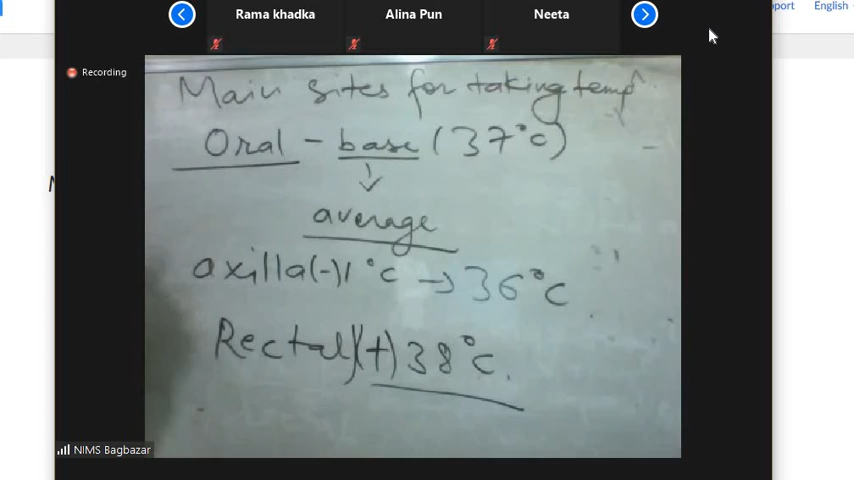 port
English
Rama khadka
Alina Pun
Neeta
Recording
Main sites for taking temp
Oral - base (37°c)
average
axilla(-)1°c → 36°c
Rectal)(+)38°c.
NIMS Bagbazar